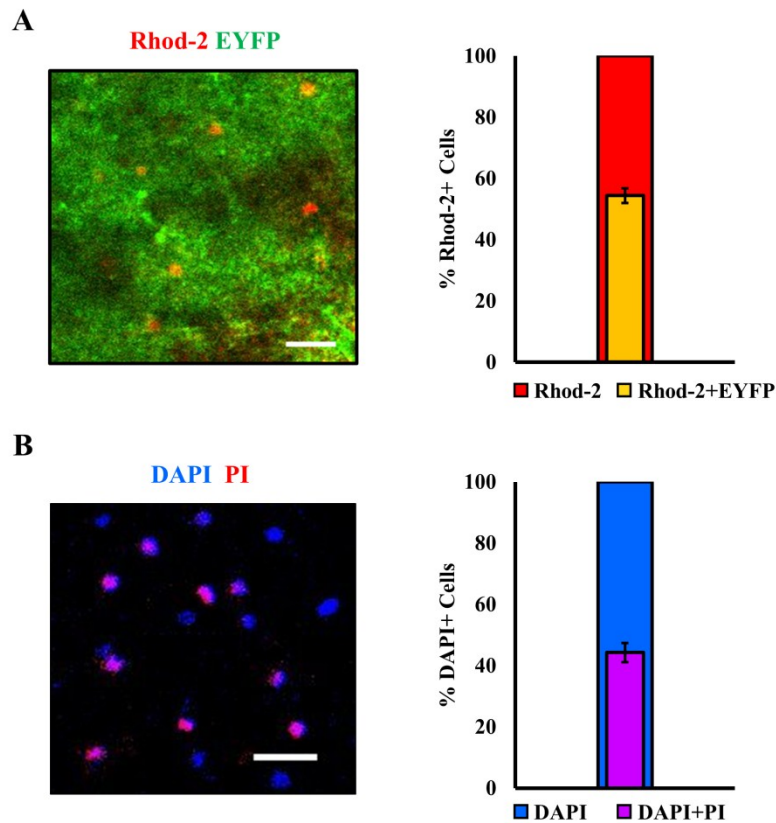 A
Rhod-2 EYFP
% Rhod-2+ Cells
100
80
60
40
20
0
Rhod-2 Rhod-2+EYFP
B
DAPI PI
% DAPI+ Cells
100
80
60
40
20
0
DAPI DAPI+PI